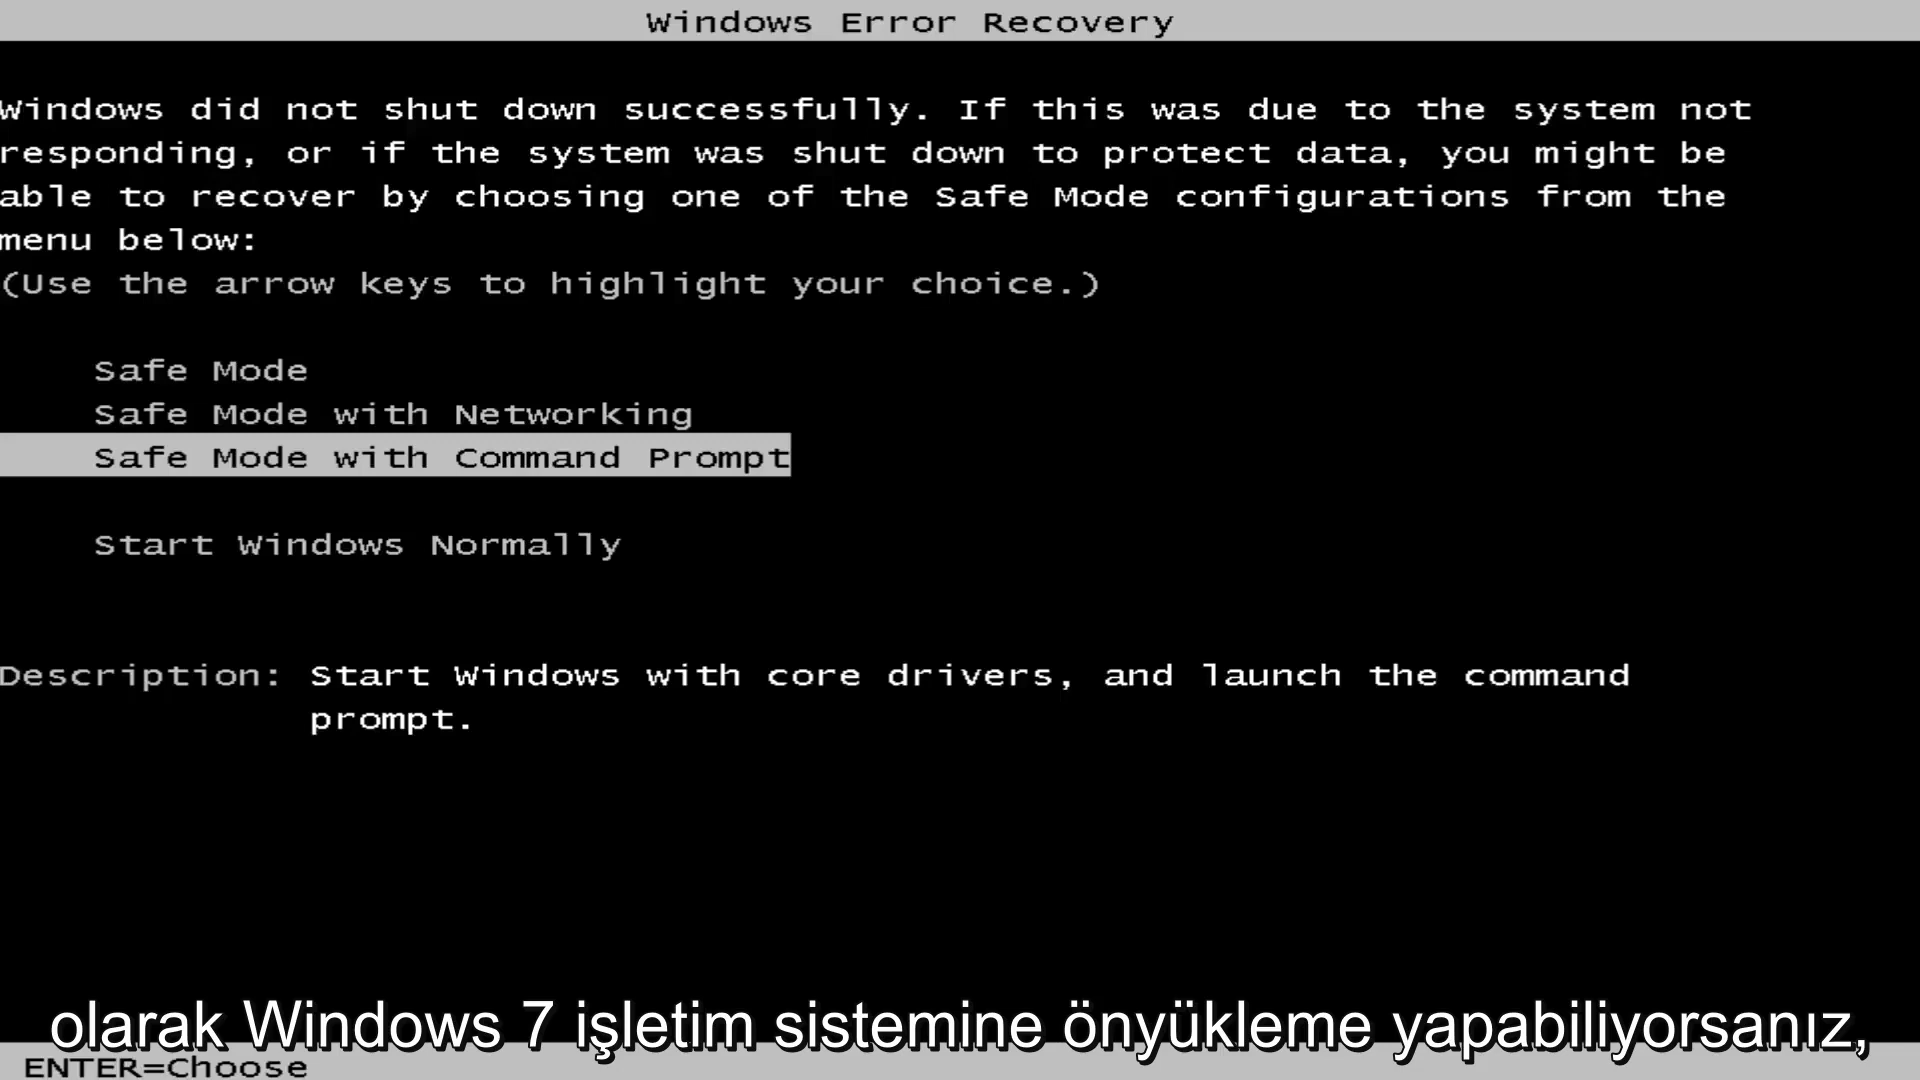 Windows Error Recovery
Windows did not shut down successfully. If this was due to the system not
responding, or if the system was shut down to protect data, you might be
able to recover by choosing one of the Safe Mode configurations from the
menu below:
(Use the arrow keys to highlight your choice.)
Safe Mode
Safe Mode with Networking
Safe Mode with Command Prompt
Start Windows Normally
Description: Start Windows with core drivers, and launch the command
prompt.
olarak Windows 7 işletim sistemine önyükleme yapabiliyorsanız,
ENTER=Choose